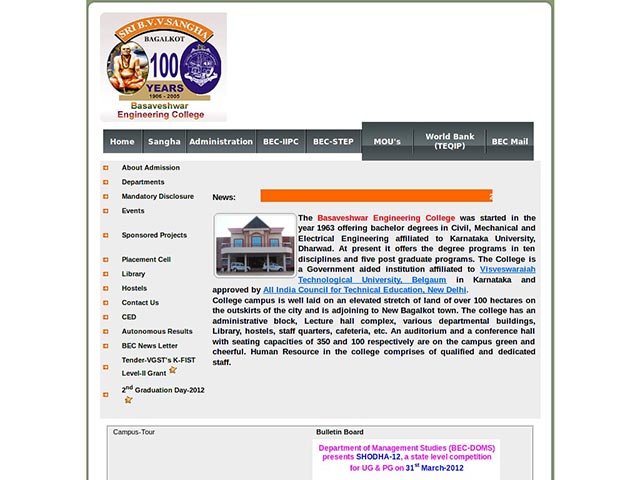 SRI B.V.V.SANGHA
BAGALKOT
100
YEARS
1906 - 2005
Basaveshwar
Engineering College
Home
Sangha
Administration
BEC-IIPC
BEC-STEP
MOU's
World Bank
(TEQIP)
BEC Mail
About Admission
Departments
Mandatory Disclosure
Events
Sponsored Projects
Placement Cell
Library
Hostels
Contact Us
CED
Autonomous Results
BEC News Letter
Tender-VGST's K-FIST
Level-II Grant
2nd Graduation Day-2012
News:
The Basaveshwar Engineering College was started in the
year 1963 offering bachelor degrees in Civil, Mechanical and
Electrical Engineering affiliated to Karnataka University,
Dharwad. At present it offers the degree programs in ten
disciplines and five post graduate programs. The College is
a Government aided institution affiliated to Visveswaraiah
Technological University, Belgaum in Karnataka and
approved by All India Council for Technical Education, New Delhi.
College campus is well laid on an elevated stretch of land of over 100 hectares on
the outskirts of the city and is adjoining to New Bagalkot town. The college has an
administrative block, Lecture hall complex, various departmental buildings,
Library, hostels, staff quarters, cafeteria, etc. An auditorium and a conference hall
with seating capacities of 350 and 100 respectively are on the campus green and
cheerful. Human Resource in the college comprises of qualified and dedicated
staff.
Campus-Tour
Bulletin Board
Department of Management Studies (BEC-DOMS)
presents SHODHA-12, a state level competition
for UG & PG on 31st March-2012